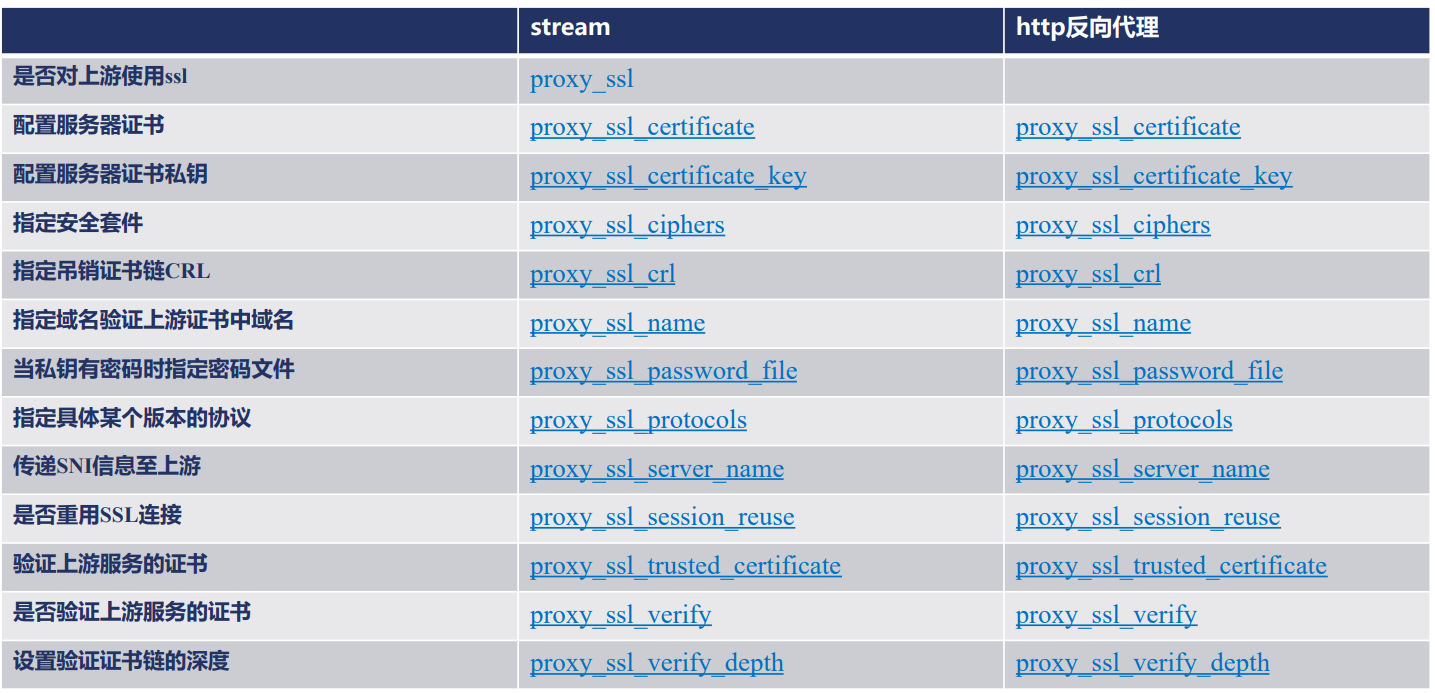 stream http反向代理
是否对上游使用ssl proxy_ssl
配置服务器证书 proxy_ssl_certificate proxy_ssl_certificate
配置服务器证书私钥 proxy_ssl_certificate_key proxy_ssl_certificate_key
指定安全套件 proxy_ssl_ciphers proxy_ssl_ciphers
指定吊销证书链CRL proxy_ssl_crl proxy_ssl_crl
指定域名验证上游证书中域名 proxy_ssl_name proxy_ssl_name
当私钥有密码时指定密码文件 proxy_ssl_password_file proxy_ssl_password_file
指定具体某个版本的协议 proxy_ssl_protocols proxy_ssl_protocols
传递SNI信息至上游 proxy_ssl_server_name proxy_ssl_server_name
是否重用SSL连接 proxy_ssl_session_reuse proxy_ssl_session_reuse
验证上游服务的证书 proxy_ssl_trusted_certificate proxy_ssl_trusted_certificate
是否验证上游服务的证书 proxy_ssl_verify proxy_ssl_verify
设置验证证书链的深度 proxy_ssl_verify_depth proxy_ssl_verify_depth